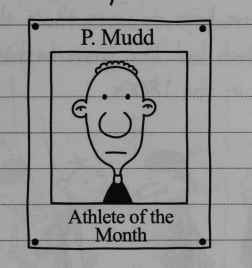 P. Mudd
Athlete of the
Month